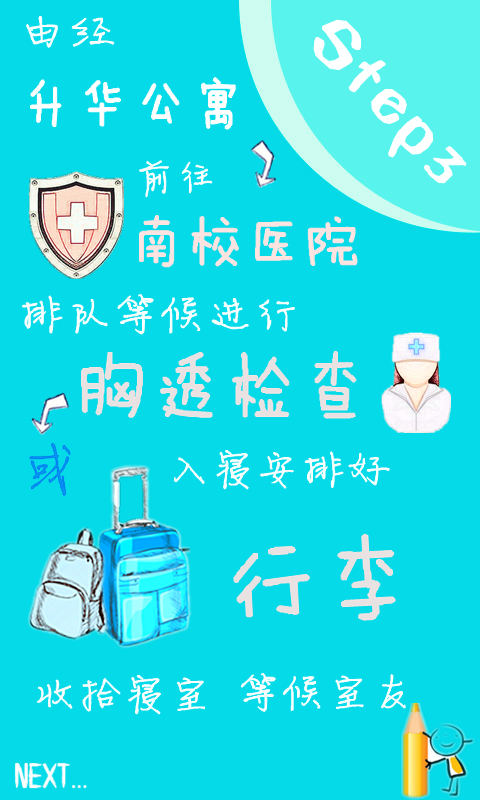 由经
Step3
升华公寓
前往
南校医院
排队等候进行
胸透检查
或
入寝安排好
行李
收拾寝室 等候室友
NEXT...